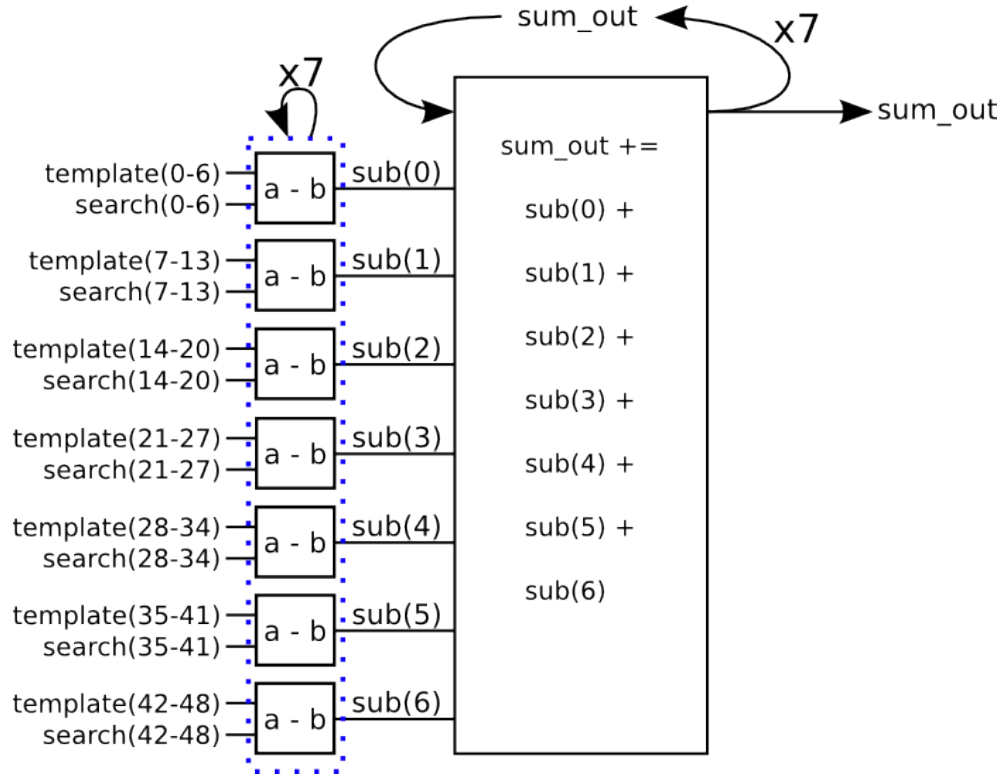 sum_out
x7
x7
sum_out
sum_out +=
template(0-6)
search(0-6)
a - b
sub(0)
sub(0) +
template(7-13)
search(7-13)
a - b
sub(1)
sub(1) +
template(14-20)
search(14-20)
a - b
sub(2)
sub(2) +
template(21-27)
search(21-27)
a - b
sub(3)
sub(3) +
template(28-34)
search(28-34)
a - b
sub(4)
sub(4) +
template(35-41)
search(35-41)
a - b
sub(5)
sub(5) +
template(42-48)
search(42-48)
a - b
sub(6)
sub(6)